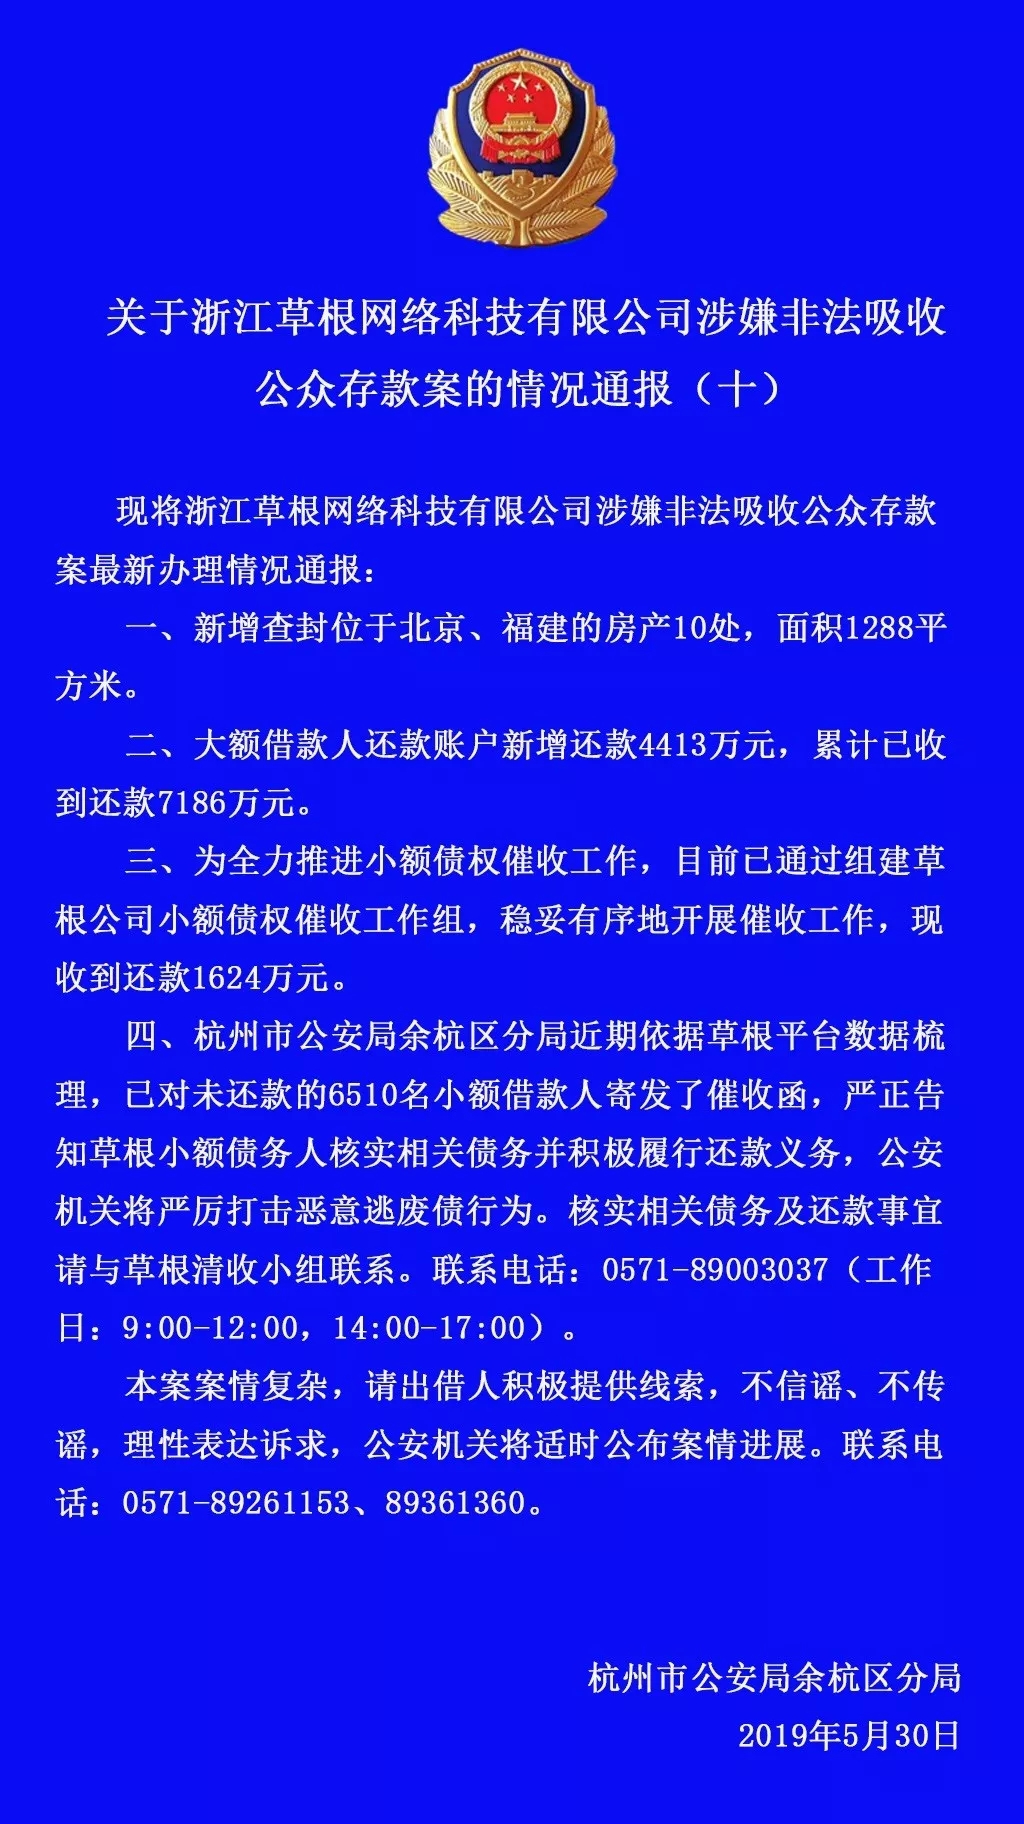 关于浙江草根网络科技有限公司涉嫌非法吸收
公众存款案的情况通报（十）
现将浙江草根网络科技有限公司涉嫌非法吸收公众存款
案最新办理情况通报：
一、新增查封位于北京、福建的房产10处，面积1288平
方米。
二、大额借款人还款账户新增还款4413万元，累计已收
到还款7186万元。
三、为全力推进小额债权催收工作，目前已通过组建草
根公司小额债权催收工作组，稳妥有序地开展催收工作，现
收到还款1624万元。
四、杭州市公安局余杭区分局近期依据草根平台数据梳
理，已对未还款的6510名小额借款人寄发了催收函，严正告
知草根小额债务人核实相关债务并积极履行还款义务，公安
机关将严厉打击恶意逃废债行为。核实相关债务及还款事宜
请与草根清收小组联系。联系电话：0571-89003037（工作
日：9:00-12:00，14:00-17:00）。
本案案情复杂，请出借人积极提供线索，不信谣、不传
谣，理性表达诉求，公安机关将适时公布案情进展。联系电
话：0571-89261153、89361360。
杭州市公安局余杭区分局
2019年5月30日